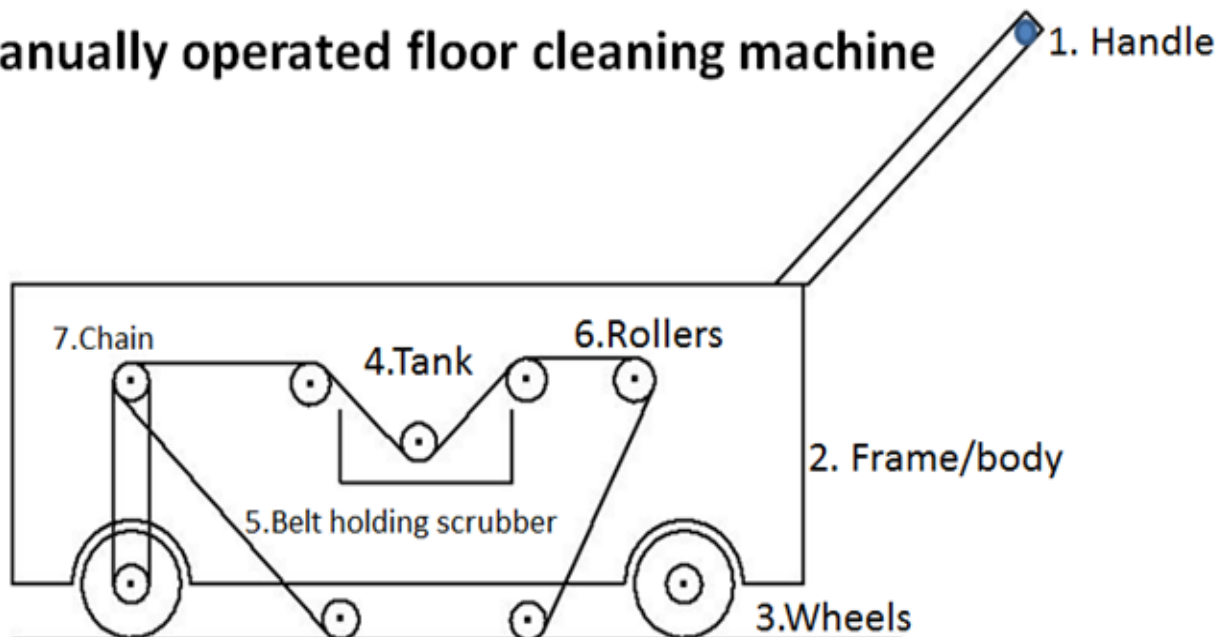 anually operated floor cleaning machine
1. Handle
7.Chain
4.Tank
6.Rollers
2. Frame/body
5.Belt holding scrubber
3.Wheels